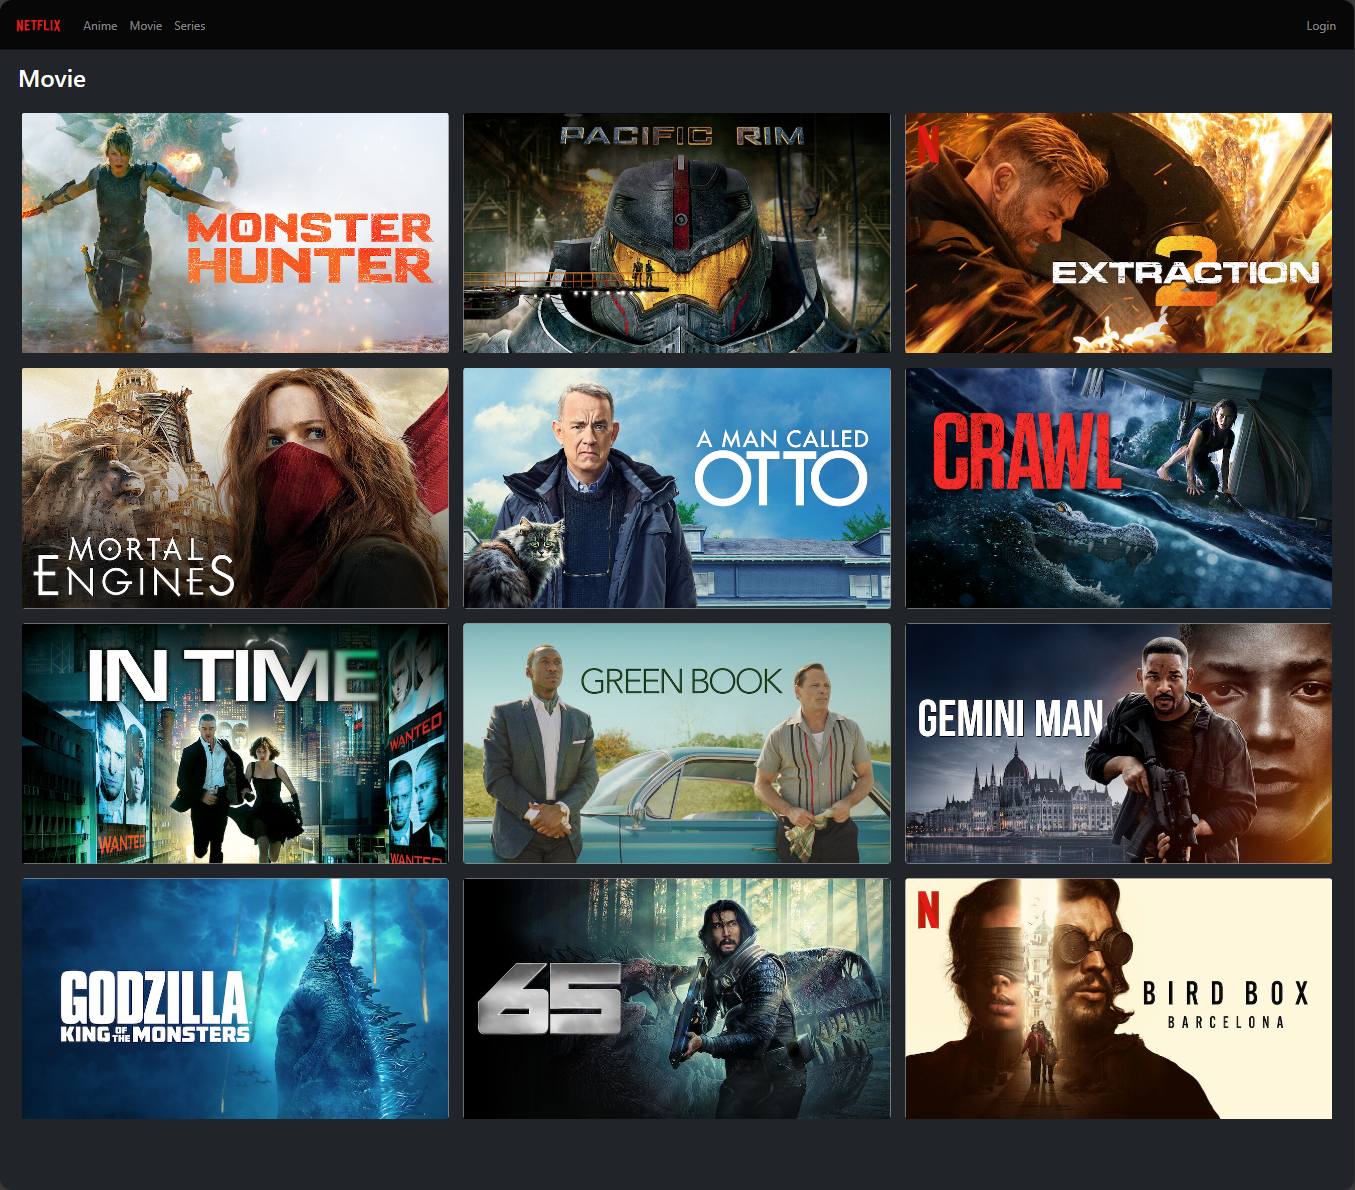 NETFLIX Anime Movie Series Login
Movie
MONSTER
HUNTER
PACIFIC RIM
N
EXTRACTION
2
MORTAL
ENGINES
A MAN CALLED
OTTO
CRAWL
IN TIME
WANTED
WANTED
WANTED
GREEN BOOK
GEMINI MAN
GODZILLA
KING OF THE MONSTERS
65
N
BIRD BOX
BARCELONA